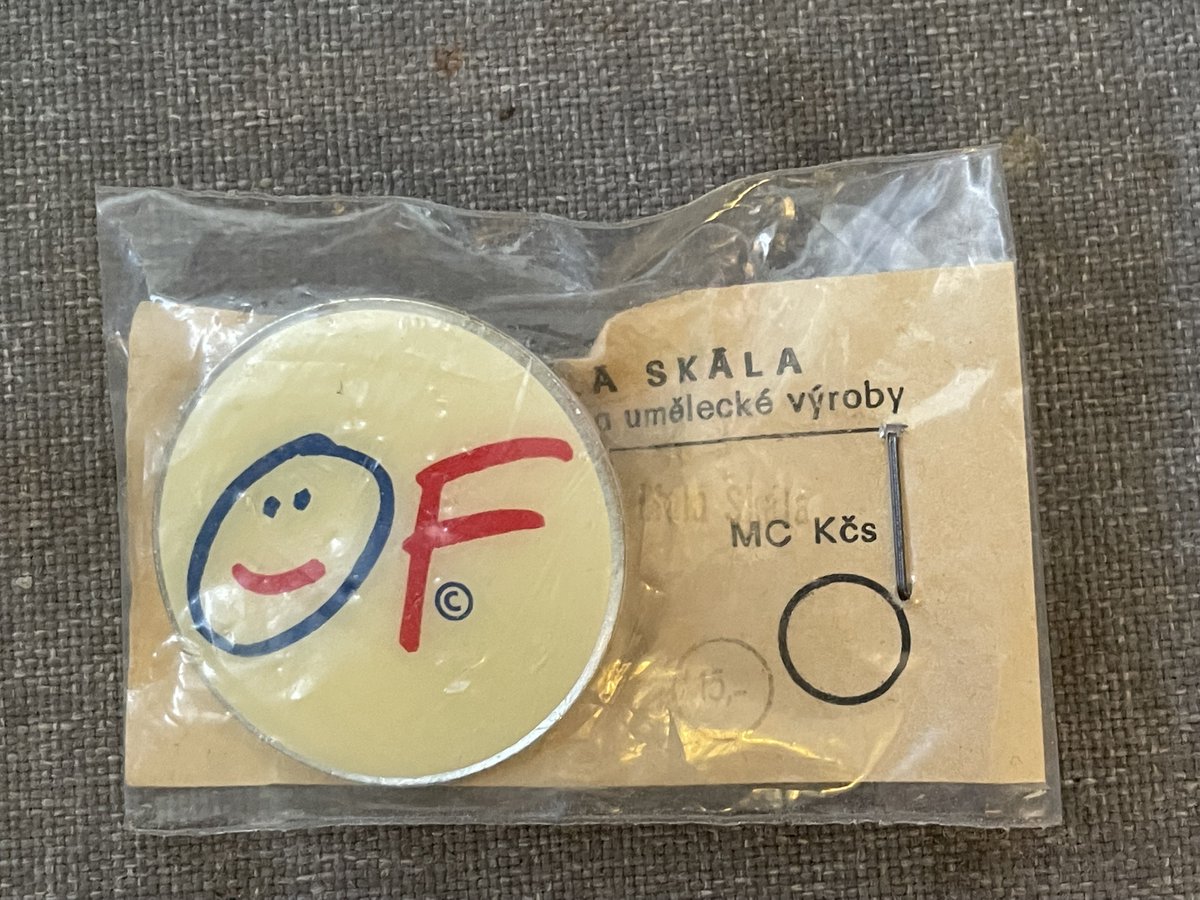 OF
©
SKÁLA
umělecké výroby
MC Kčs
15,-